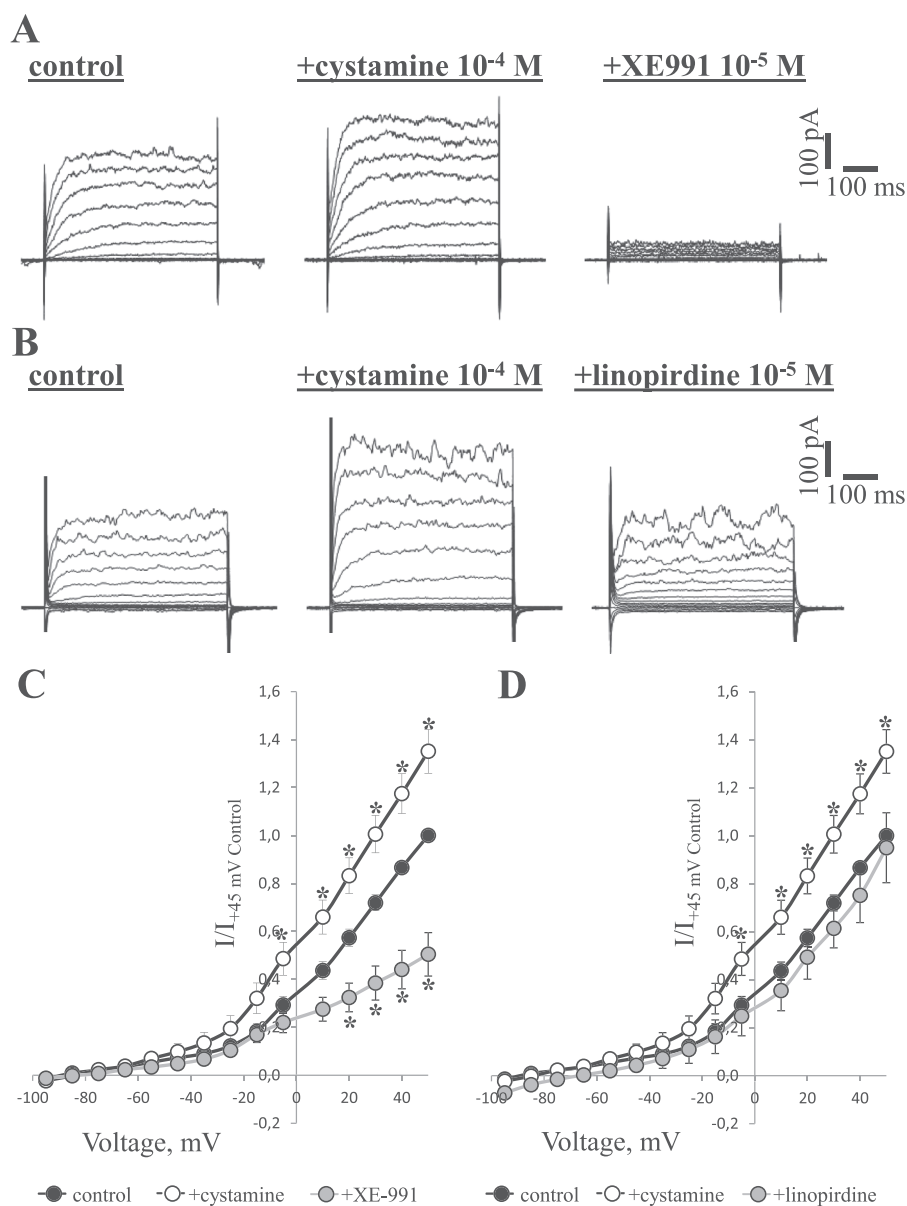 A
control
+cystamine 10⁻⁴ M
+XE991 10⁻⁵ M
100 pA
100 ms
B
control
+cystamine 10⁻⁴ M
+linopirdine 10⁻⁵ M
100 pA
100 ms
C
I/I+45 mV Control
1,6
1,4
1,2
1,0
0,8
0,6
0,4
0,2
0,0
-0,2
-100 -80 -60 -40 -20 0 20 40
* * * * * * *
* * * *
Voltage, mV
control +cystamine +XE-991
D
I/I+45 mV Control
1,6
1,4
1,2
1,0
0,8
0,6
0,4
0,2
0,0
-0,2
-100 -80 -60 -40 -20 0 20 40
* * * * * * *
Voltage, mV
control +cystamine +linopirdine